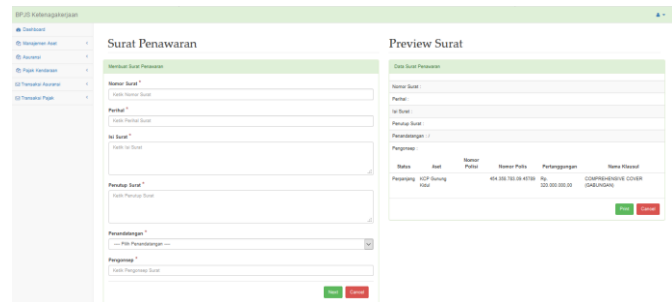 BPJS Ketenagakerjaan
Dashboard
Manajemen Aset
Asuransi
Pajak Kendaraan
Transaksi Asuransi
Transaksi Pajak
Surat Penawaran
Membuat Surat Penawaran
Nomor Surat *
Ketik Nomor Surat
Perihal *
Ketik Perihal Surat
Isi Surat *
Ketik Isi Surat
Penutup Surat *
Ketik Penutup Surat
Penandatangan *
---- Pilih Penandatangan ----
Pengonsep *
Ketik Pengonsep Surat
Next Cancel
Preview Surat
Data Surat Penawaran
Nomor Surat :
Perihal :
Isi Surat :
Penutup Surat :
Penandatangan : /
Pengonsep :
Status Aset Nomor Polisi Nomor Polis Pertanggungan Nama Klausul
Perpanjang KCP Gunung Kidul Rp. 320.000.000,00 COMPREHENSIVE COVER (GABUNGAN)
Print Cancel